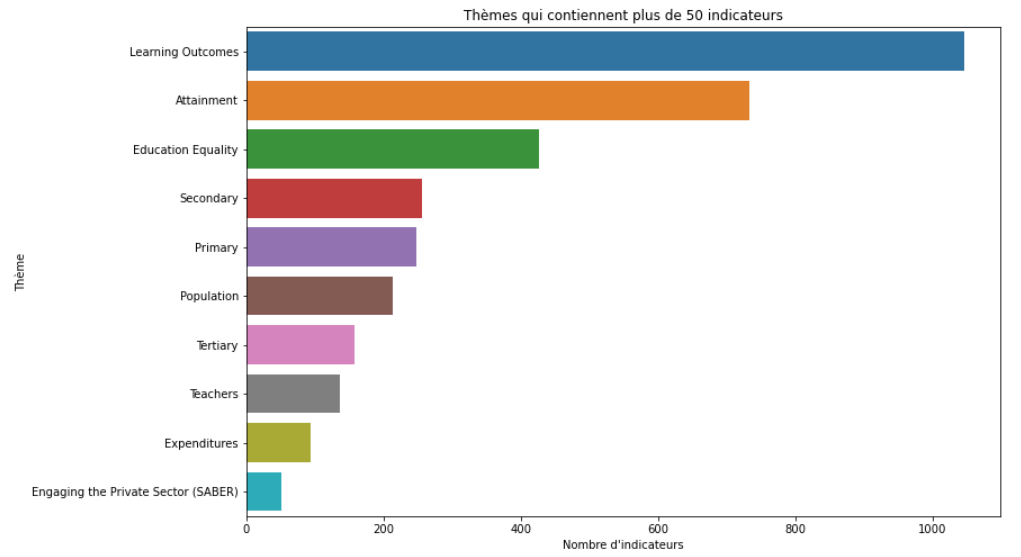 Thèmes qui contiennent plus de 50 indicateurs
Learning Outcomes
Attainment
Education Equality
Secondary
Primary
Population
Tertiary
Teachers
Expenditures
Engaging the Private Sector (SABER)
Thème
0 200 400 600 800 1000
Nombre d'indicateurs